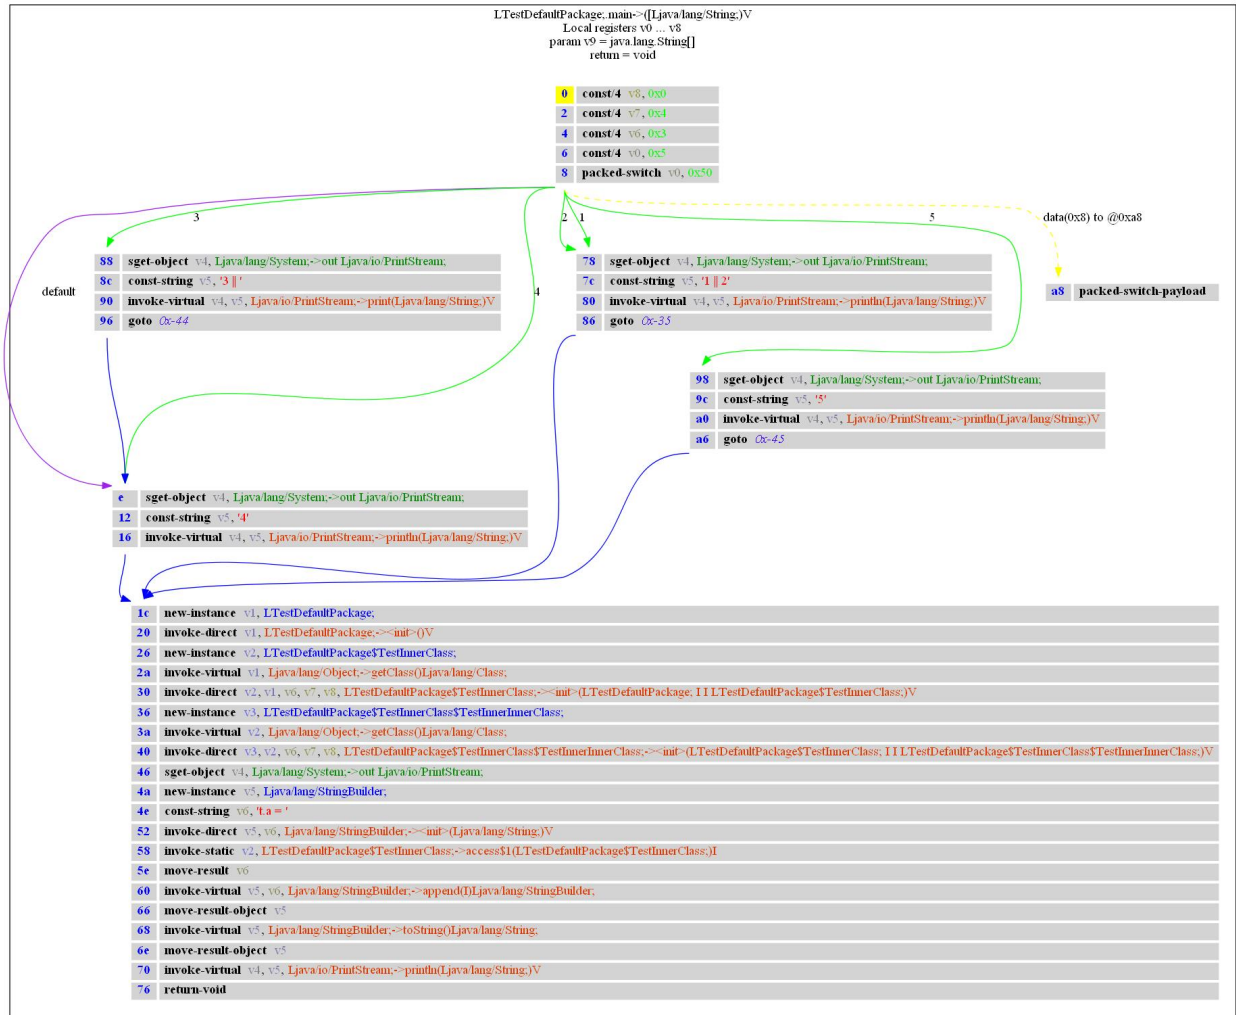 LTestDefaultPackage;.main->([Ljava/lang/String;)V
Local registers v0 ... v8
param v9 = java.lang.String[]
return = void
0 const/4 v8, 0x0
2 const/4 v7, 0x4
4 const/4 v6, 0x3
6 const/4 v0, 0x5
8 packed-switch v0, 0x50
3
2
1
5
data(0x8) to @0xa8
default
4
88 sget-object v4, Ljava/lang/System;->out Ljava/io/PrintStream;
8c const-string v5, '3 || '
90 invoke-virtual v4, v5, Ljava/io/PrintStream;->print(Ljava/lang/String;)V
96 goto 0x-44
78 sget-object v4, Ljava/lang/System;->out Ljava/io/PrintStream;
7c const-string v5, '1 || 2'
80 invoke-virtual v4, v5, Ljava/io/PrintStream;->println(Ljava/lang/String;)V
86 goto 0x-35
a8 packed-switch-payload
98 sget-object v4, Ljava/lang/System;->out Ljava/io/PrintStream;
9c const-string v5, '5'
a0 invoke-virtual v4, v5, Ljava/io/PrintStream;->println(Ljava/lang/String;)V
a6 goto 0x-45
e sget-object v4, Ljava/lang/System;->out Ljava/io/PrintStream;
12 const-string v5, '4'
16 invoke-virtual v4, v5, Ljava/io/PrintStream;->println(Ljava/lang/String;)V
1c new-instance v1, LTestDefaultPackage;
20 invoke-direct v1, LTestDefaultPackage;-><init>()V
26 new-instance v2, LTestDefaultPackage$TestInnerClass;
2a invoke-virtual v1, Ljava/lang/Object;->getClass()Ljava/lang/Class;
30 invoke-direct v2, v1, v6, v7, v8, LTestDefaultPackage$TestInnerClass;-><init>(LTestDefaultPackage; I I LTestDefaultPackage$TestInnerClass;)V
36 new-instance v3, LTestDefaultPackage$TestInnerClass$TestInnerInnerClass;
3a invoke-virtual v2, Ljava/lang/Object;->getClass()Ljava/lang/Class;
40 invoke-direct v3, v2, v6, v7, v8, LTestDefaultPackage$TestInnerClass$TestInnerInnerClass;-><init>(LTestDefaultPackage$TestInnerClass; I I LTestDefaultPackage$TestInnerClass$TestInnerInnerClass;)V
46 sget-object v4, Ljava/lang/System;->out Ljava/io/PrintStream;
4a new-instance v5, Ljava/lang/StringBuilder;
4e const-string v6, 't.a = '
52 invoke-direct v5, v6, Ljava/lang/StringBuilder;-><init>(Ljava/lang/String;)V
58 invoke-static v2, LTestDefaultPackage$TestInnerClass;->access$1(LTestDefaultPackage$TestInnerClass;)I
5e move-result v6
60 invoke-virtual v5, v6, Ljava/lang/StringBuilder;->append(I)Ljava/lang/StringBuilder;
66 move-result-object v5
68 invoke-virtual v5, Ljava/lang/StringBuilder;->toString()Ljava/lang/String;
6e move-result-object v5
70 invoke-virtual v4, v5, Ljava/io/PrintStream;->println(Ljava/lang/String;)V
76 return-void